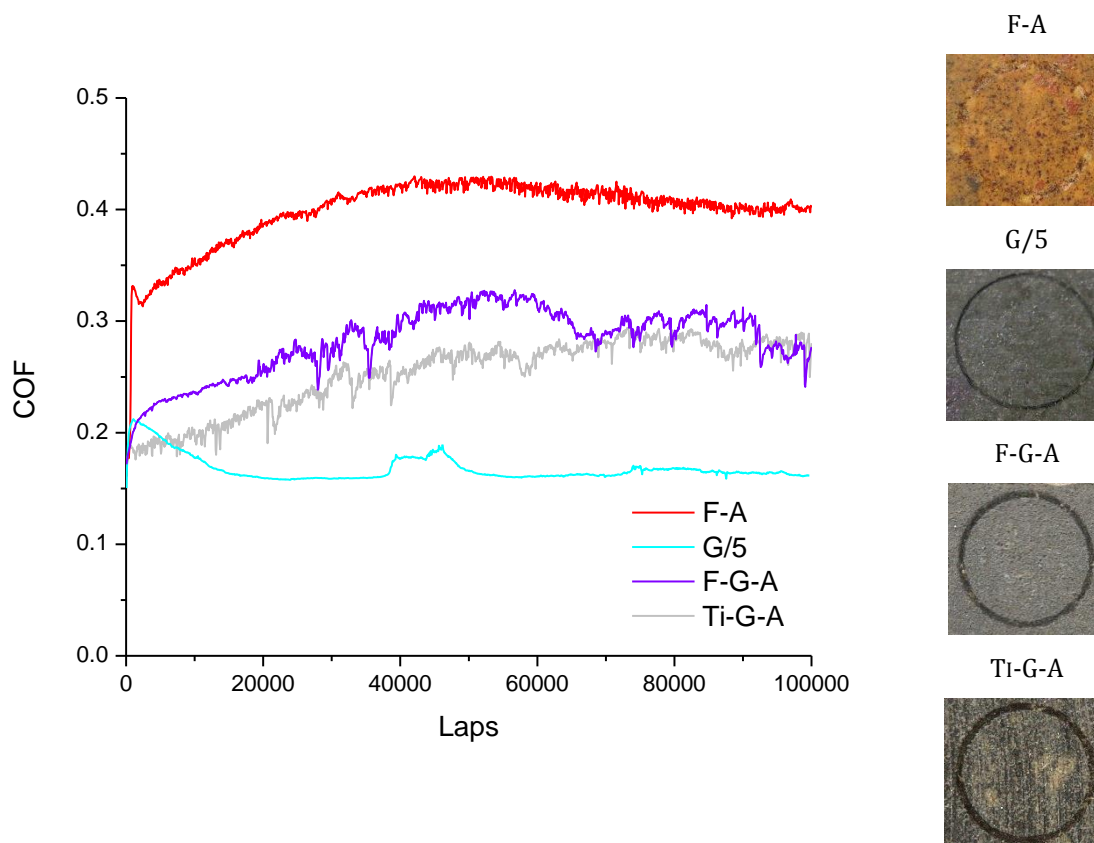 F-A
0.5
0.4
0.3
0.2
0.1
0.0
COF
0
20000
40000
60000
80000
100000
Laps
F-A
G/5
F-G-A
Ti-G-A
G/5
F-G-A
TI-G-A